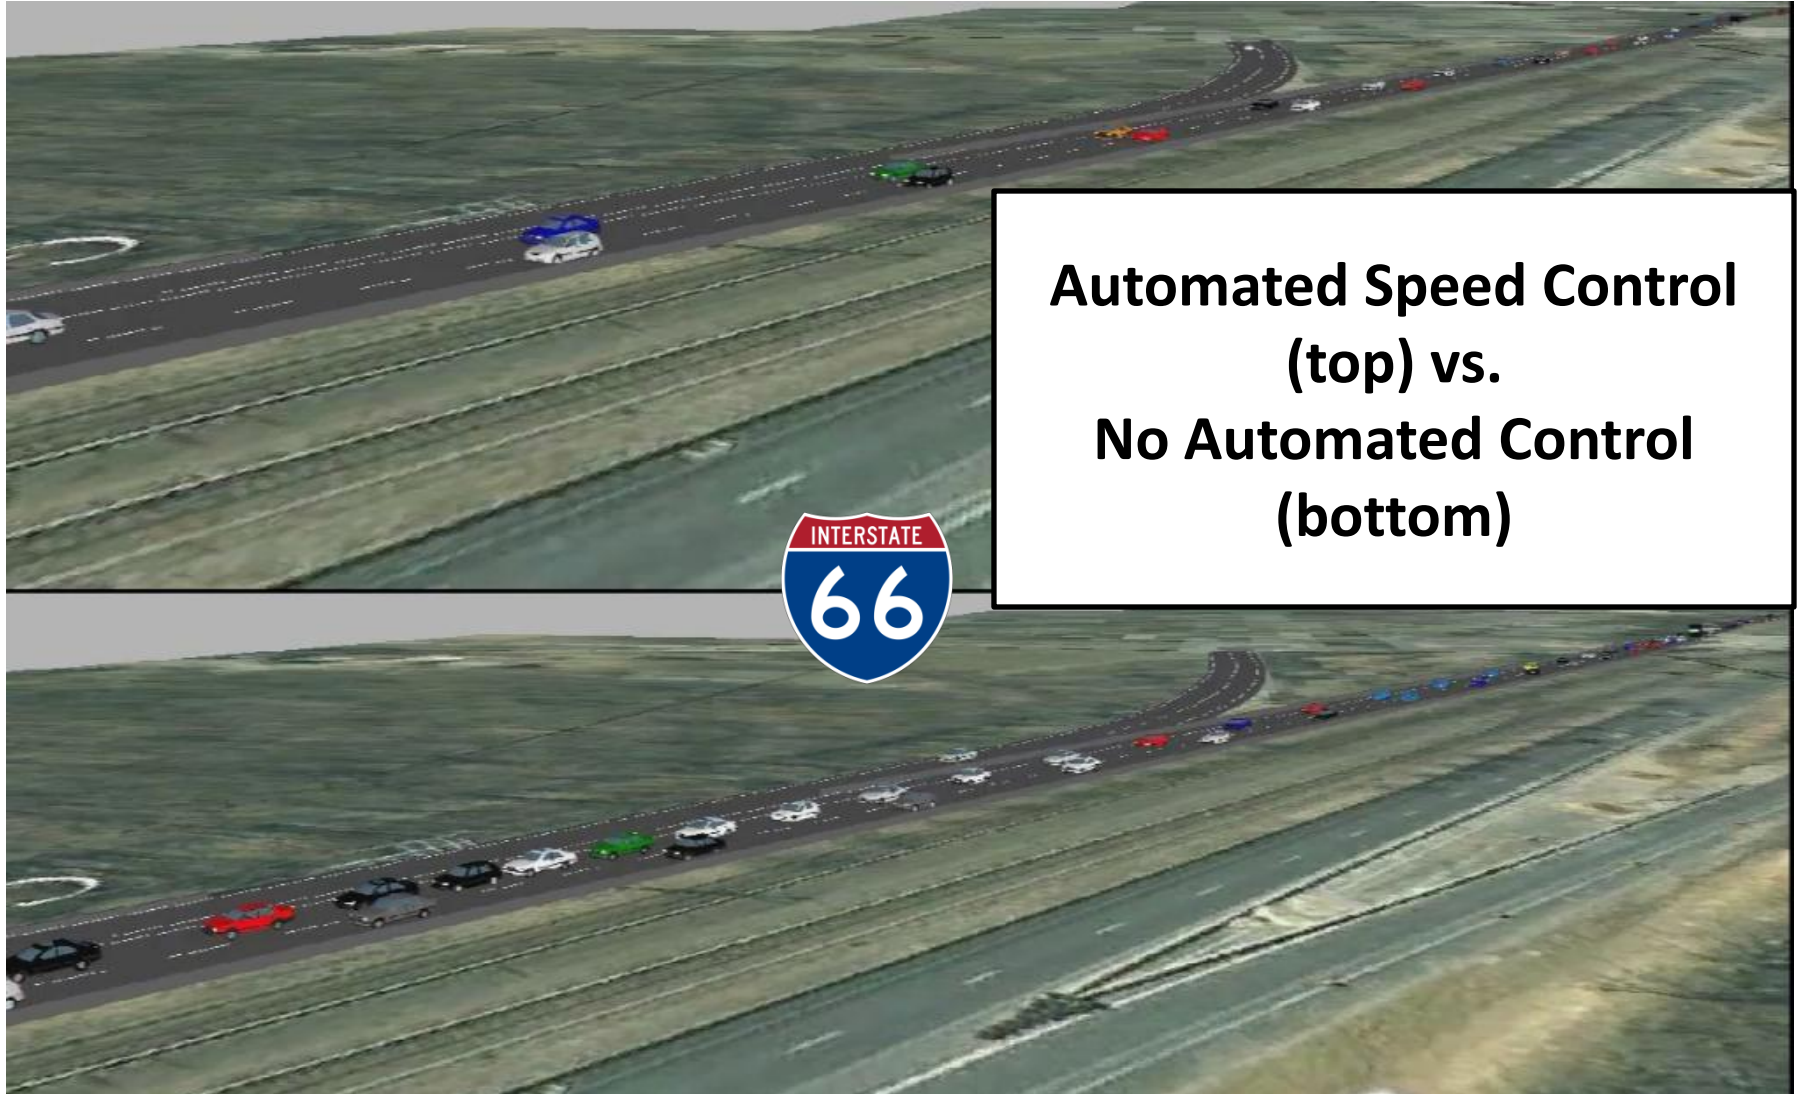 Automated Speed Control
(top) vs.
No Automated Control
(bottom)
INTERSTATE
66